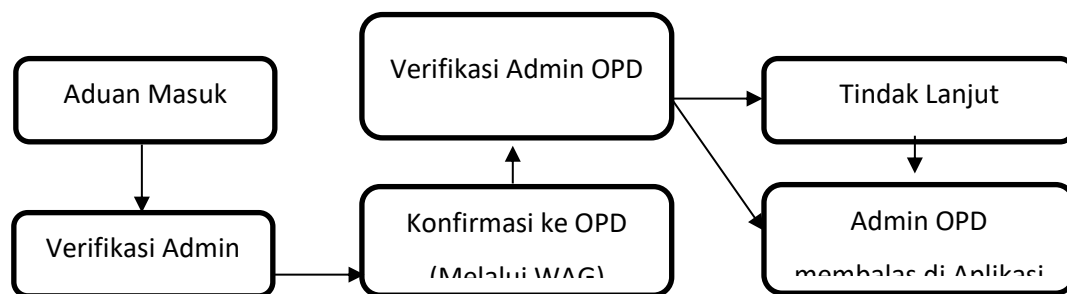 Aduan Masuk
Verifikasi Admin
Konfirmasi ke OPD
(Melalui WAG)
Verifikasi Admin OPD
Tindak Lanjut
Admin OPD
membalas di Aplikasi